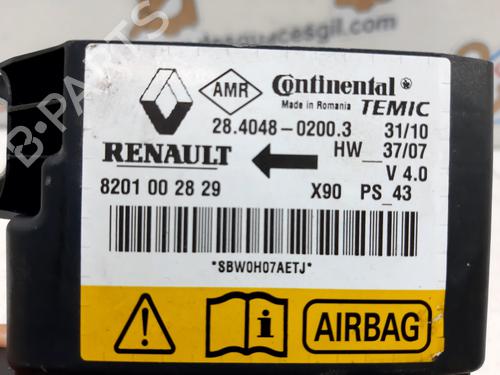 AMR
Continental
Made in Romania TEMIC
28.4048-0200.3 31/10
RENAULT HW__37/07
V 4.0
8201 00 28 29 X90 PS_43
*SBW0H07AETJ*
AIRBAG
B-PARTS